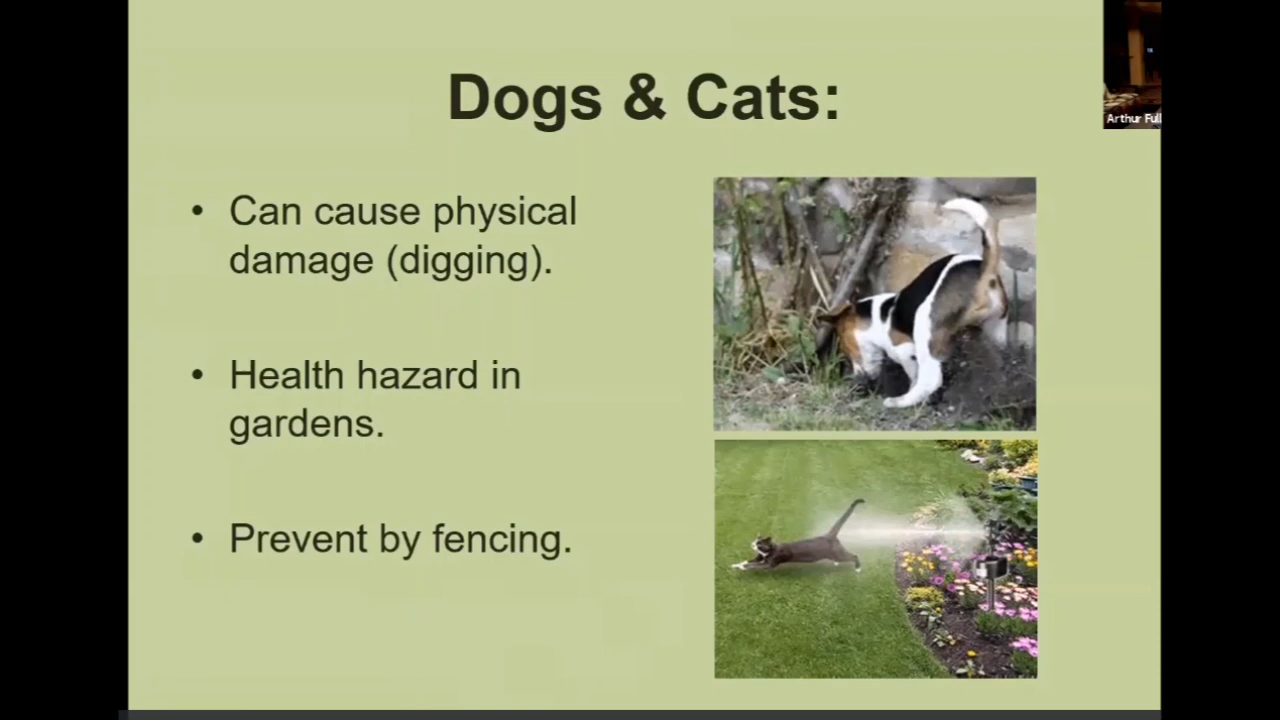 Dogs & Cats:
Arthur Full
• Can cause physical
damage (digging).
• Health hazard in
gardens.
• Prevent by fencing.